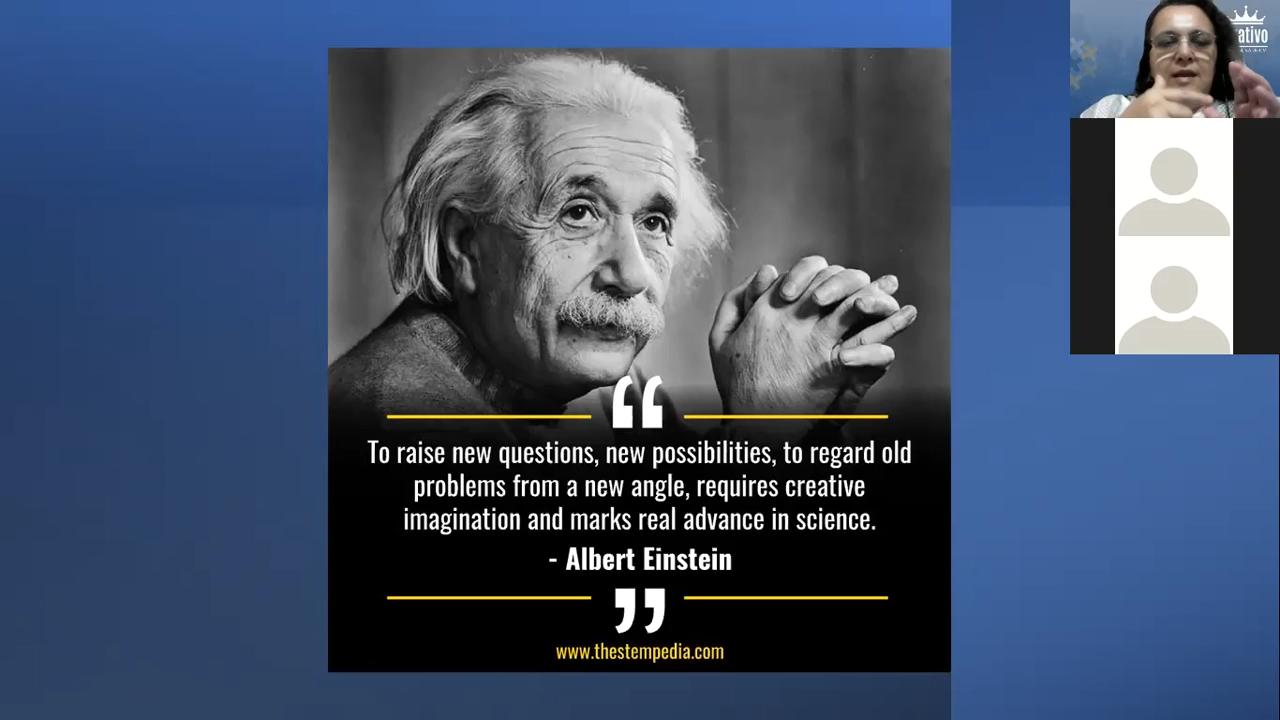 ativo
“
To raise new questions, new possibilities, to regard old
problems from a new angle, requires creative
imagination and marks real advance in science.
- Albert Einstein
”
www.thestempedia.com